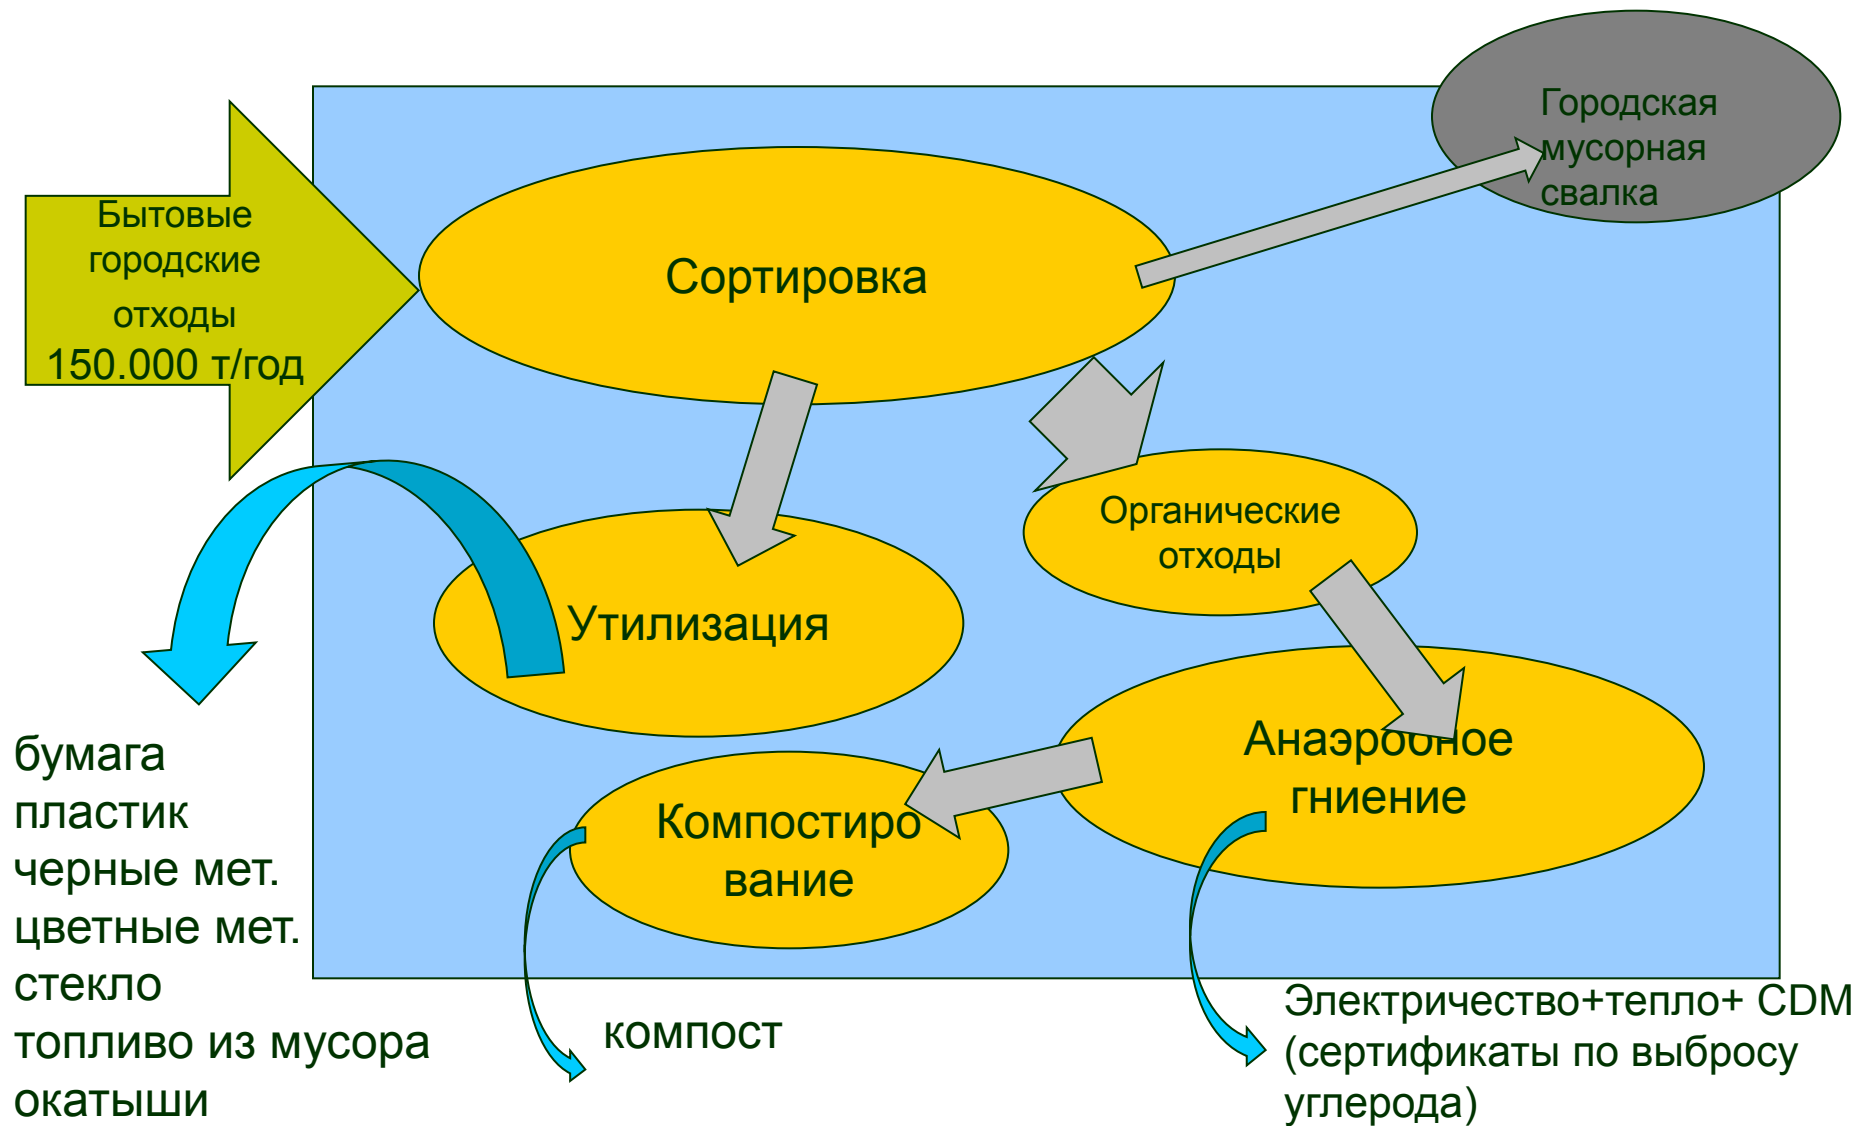 Городская
мусорная
свалка
Бытовые
городские
отходы
150.000 т/год
Сортировка
Органические
отходы
Утилизация
Анаэробное
гниение
Компостиро
вание
бумага
пластик
черные мет.
цветные мет.
стекло
топливо из мусора
окатыши
компост
Электричество+тепло+ CDM
(сертификаты по выбросу
углерода)